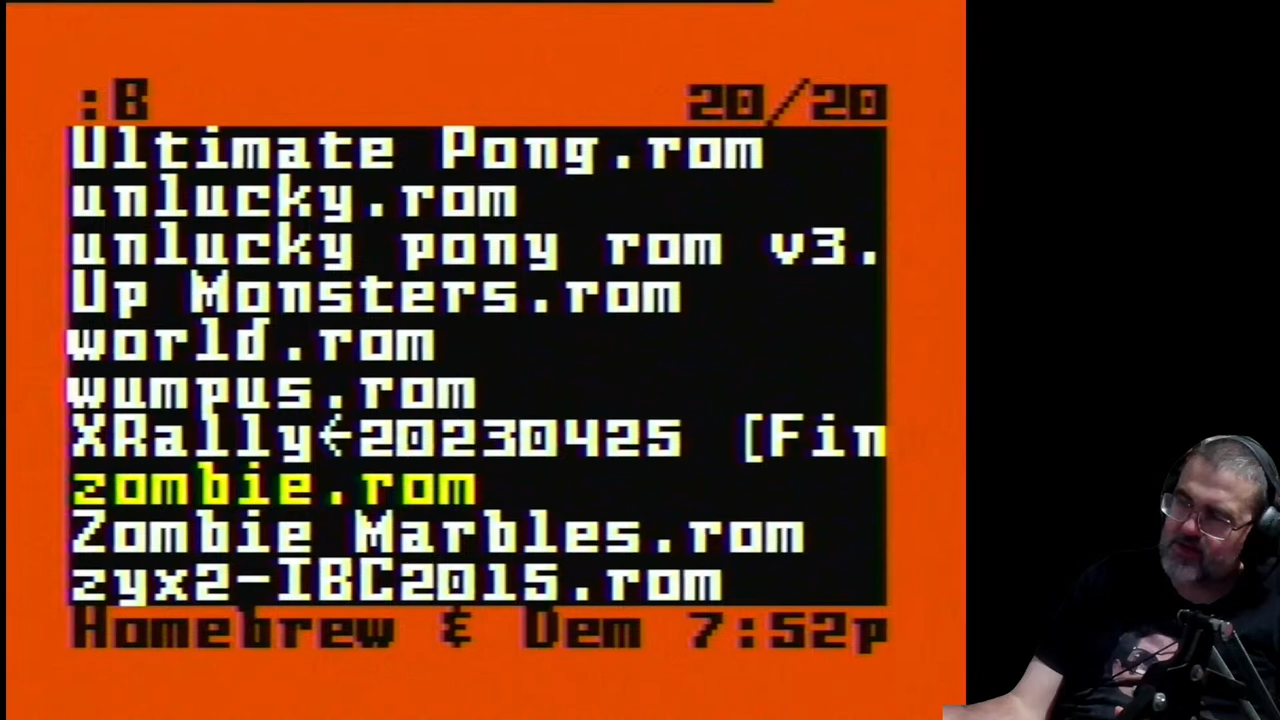 :B 20/20
Ultimate Pong.rom
unlucky.rom
unlucky pony rom v3.
Up Monsters.rom
world.rom
wumpus.rom
XRally←20230425 [Fin
zombie.rom
Zombie Marbles.rom
zyx2-IBC2015.rom
Homebrew & Dem 7:52p